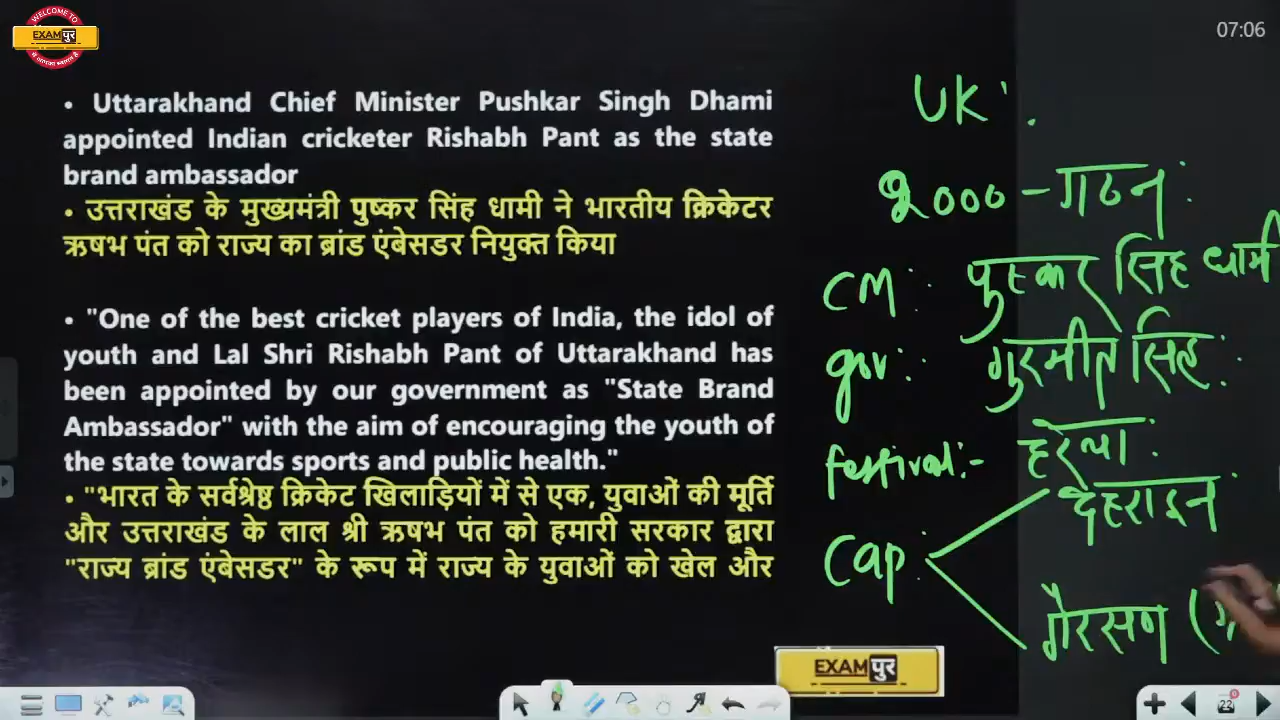 WELCOME TO
EXAMपुर
07:06
• Uttarakhand Chief Minister Pushkar Singh Dhami
appointed Indian cricketer Rishabh Pant as the state
brand ambassador
• उत्तराखंड के मुख्यमंत्री पुष्कर सिंह धामी ने भारतीय क्रिकेटर
ऋषभ पंत को राज्य का ब्रांड एंबेसडर नियुक्त किया
• "One of the best cricket players of India, the idol of
youth and Lal Shri Rishabh Pant of Uttarakhand has
been appointed by our government as "State Brand
Ambassador" with the aim of encouraging the youth of
the state towards sports and public health."
• "भारत के सर्वश्रेष्ठ क्रिकेट खिलाड़ियों में से एक, युवाओं की मूर्ति
और उत्तराखंड के लाल श्री ऋषभ पंत को हमारी सरकार द्वारा
"राज्य ब्रांड एंबेसडर" के रूप में राज्य के युवाओं को खेल और
UK :
2000 - गठन :
CM : पुष्कर सिंह धामी
gov : गुरमीत सिंह :
festival :- हरेला :
Cap : देहरादून :
गैरसैण (
EXAMपुर
23